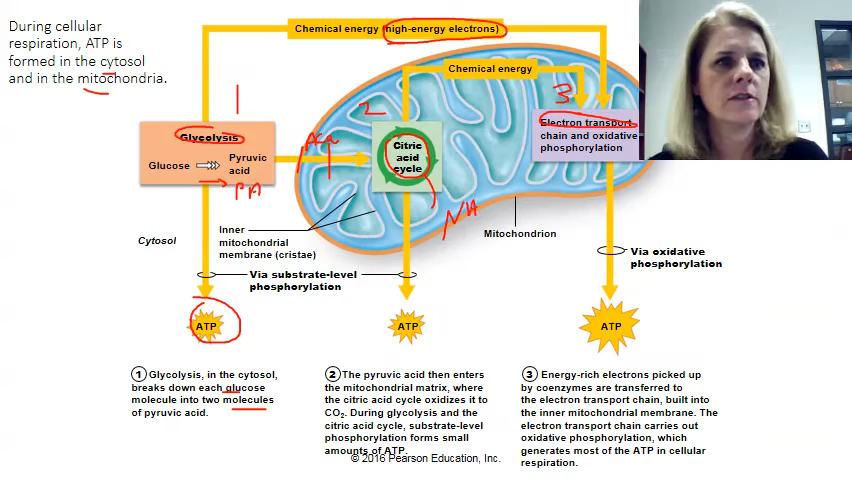 During cellular
respiration, ATP is
formed in the cytosol
and in the mitochondria.
Chemical energy (high-energy electrons)
Chemical energy
1
2
3
Glycolysis
Glucose
Pyruvic
acid
PA
Citric
acid
cycle
Electron transport
chain and oxidative
phosphorylation
Cytosol
Inner
mitochondrial
membrane (cristae)
Mitochondrion
Via substrate-level
phosphorylation
Via oxidative
phosphorylation
ATP
ATP
ATP
1 Glycolysis, in the cytosol,
breaks down each glucose
molecule into two molecules
of pyruvic acid.
2 The pyruvic acid then enters
the mitochondrial matrix, where
the citric acid cycle oxidizes it to
CO₂. During glycolysis and the
citric acid cycle, substrate-level
phosphorylation forms small
amounts of ATP.
3 Energy-rich electrons picked up
by coenzymes are transferred to
the electron transport chain, built into
the inner mitochondrial membrane. The
electron transport chain carries out
oxidative phosphorylation, which
generates most of the ATP in cellular
respiration.
© 2016 Pearson Education, Inc.